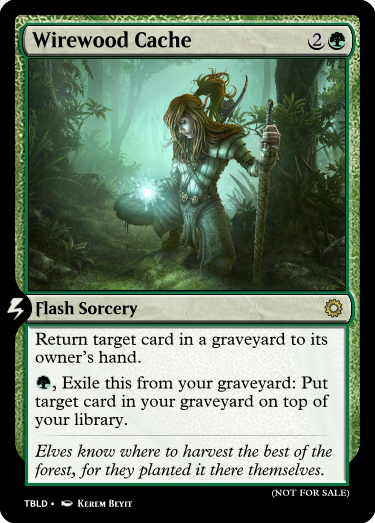 Wirewood Cache 2
Flash Sorcery
Return target card in a graveyard to its
owner's hand.
, Exile this from your graveyard: Put
target card in your graveyard on top of
your library.
Elves know where to harvest the best of the
forest, for they planted it there themselves.
TBLD • Kerem Beyit
(NOT FOR SALE)